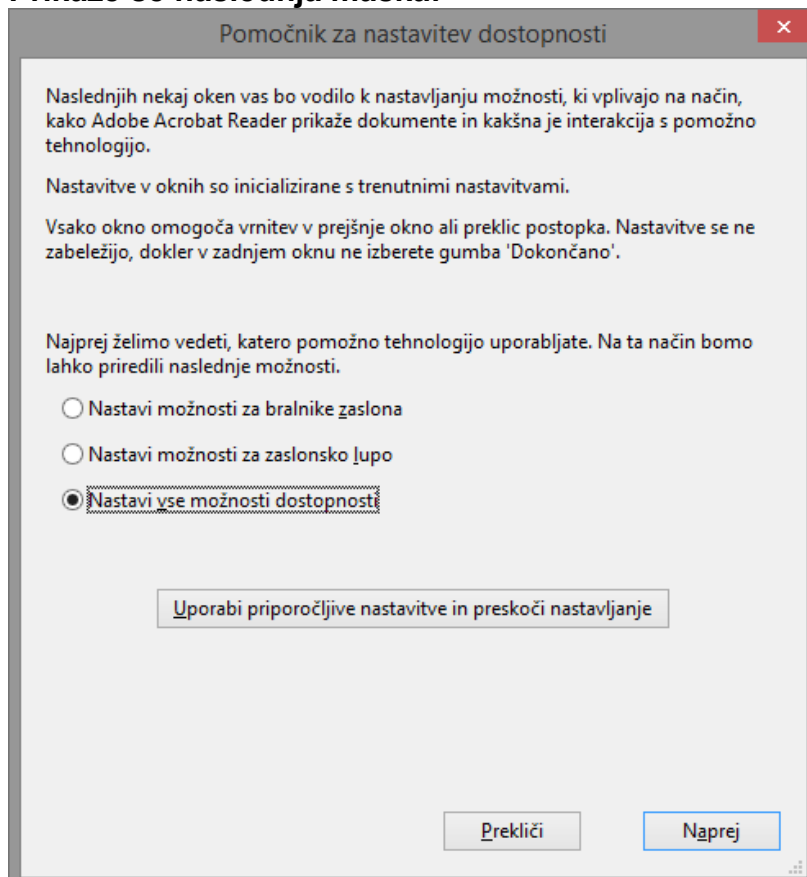 Prikaže se naslednja maska:
Pomočnik za nastavitev dostopnosti
Naslednjih nekaj oken vas bo vodilo k nastavljanju možnosti, ki vplivajo na način,
kako Adobe Acrobat Reader prikaže dokumente in kakšna je interakcija s pomožno
tehnologijo.
Nastavitve v oknih so inicializirane s trenutnimi nastavitvami.
Vsako okno omogoča vrnitev v prejšnje okno ali preklic postopka. Nastavitve se ne
zabeležijo, dokler v zadnjem oknu ne izberete gumba 'Dokončano'.
Najprej želimo vedeti, katero pomožno tehnologijo uporabljate. Na ta način bomo
lahko priredili naslednje možnosti.
Nastavi možnosti za bralnike zaslona
Nastavi možnosti za zaslonsko lupo
Nastavi vse možnosti dostopnosti
Uporabi priporočljive nastavitve in preskoči nastavljanje
Prekliči
Naprej